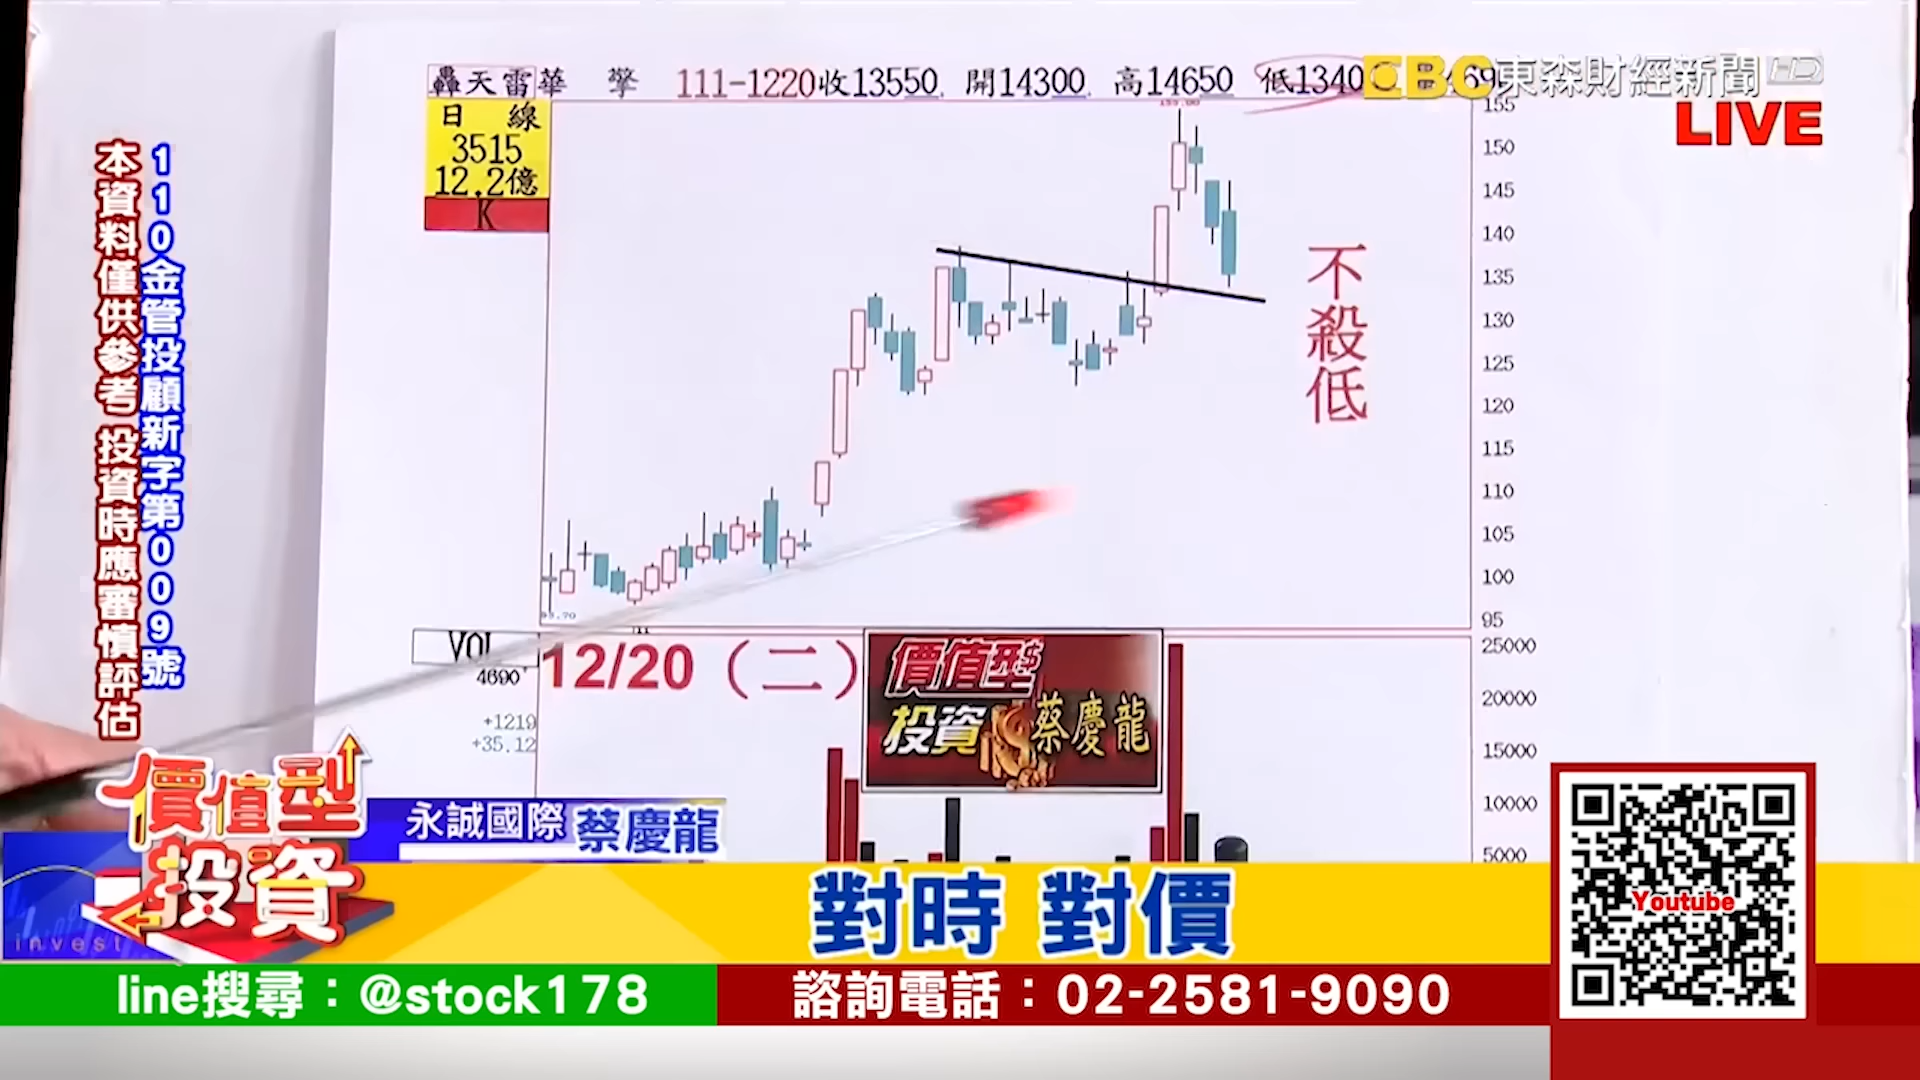 轟天雷華擎 111-1220收13550 開14300 高14650 低1340
EBC東森財經新聞HD
LIVE
日線
3515
12.2億
K
本資料僅供參考 投資時應審慎評估
110金管投顧新字第009號
不殺低
155
150
145
140
135
130
125
120
115
110
105
100
95
VOL
4690
+1219
+35.12
12/20（二）
價值型
投資
蔡慶龍
25000
20000
15000
10000
5000
價值型
投資
invest
永誠國際 蔡慶龍
對時 對價
Youtube
line搜尋：@stock178
諮詢電話：02-2581-9090